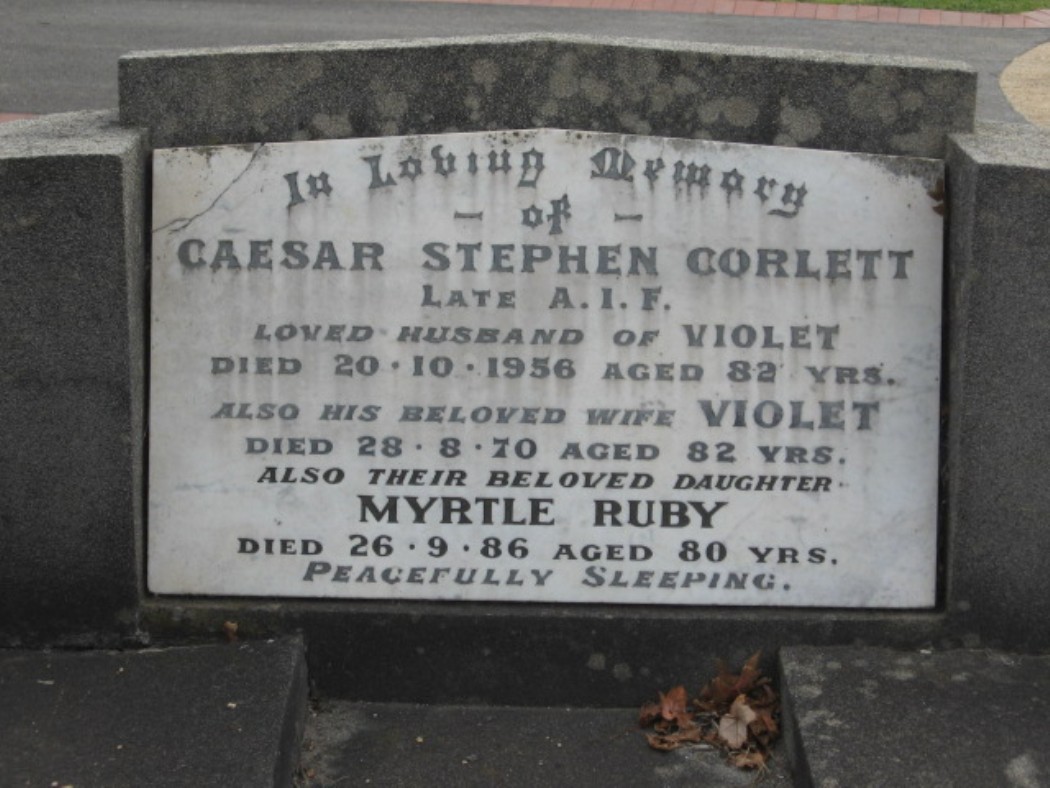 In Loving Memory
- of -
CAESAR STEPHEN CORLETT
LATE A.I.F.
LOVED HUSBAND OF VIOLET
DIED 20·10·1956 AGED 82 YRS.
ALSO HIS BELOVED WIFE VIOLET
DIED 28·8·70 AGED 82 YRS.
ALSO THEIR BELOVED DAUGHTER
MYRTLE RUBY
DIED 26·9·86 AGED 80 YRS.
PEACEFULLY SLEEPING.